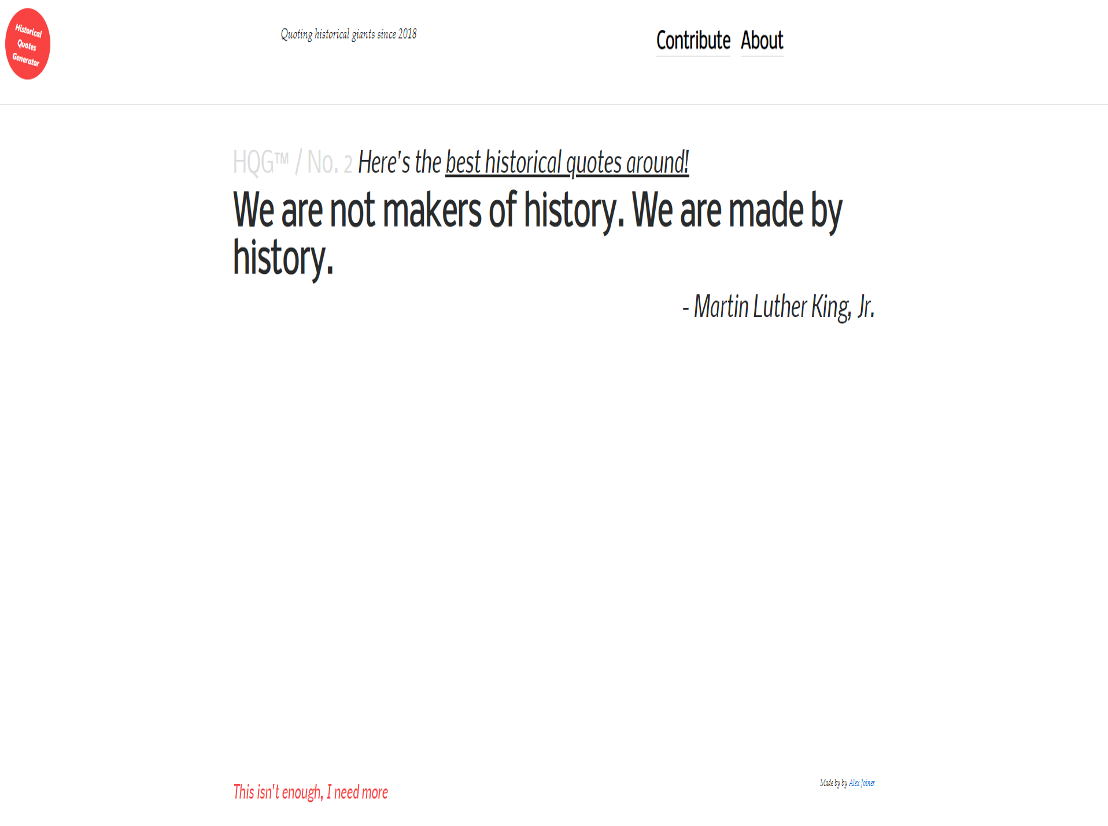 Historical
Quotes
Generator
Quoting historical giants since 2018
Contribute About
HQG™ / No. 2 Here's the best historical quotes around!
We are not makers of history. We are made by
history.
- Martin Luther King, Jr.
This isn't enough, I need more
Made by by Alex Joiner